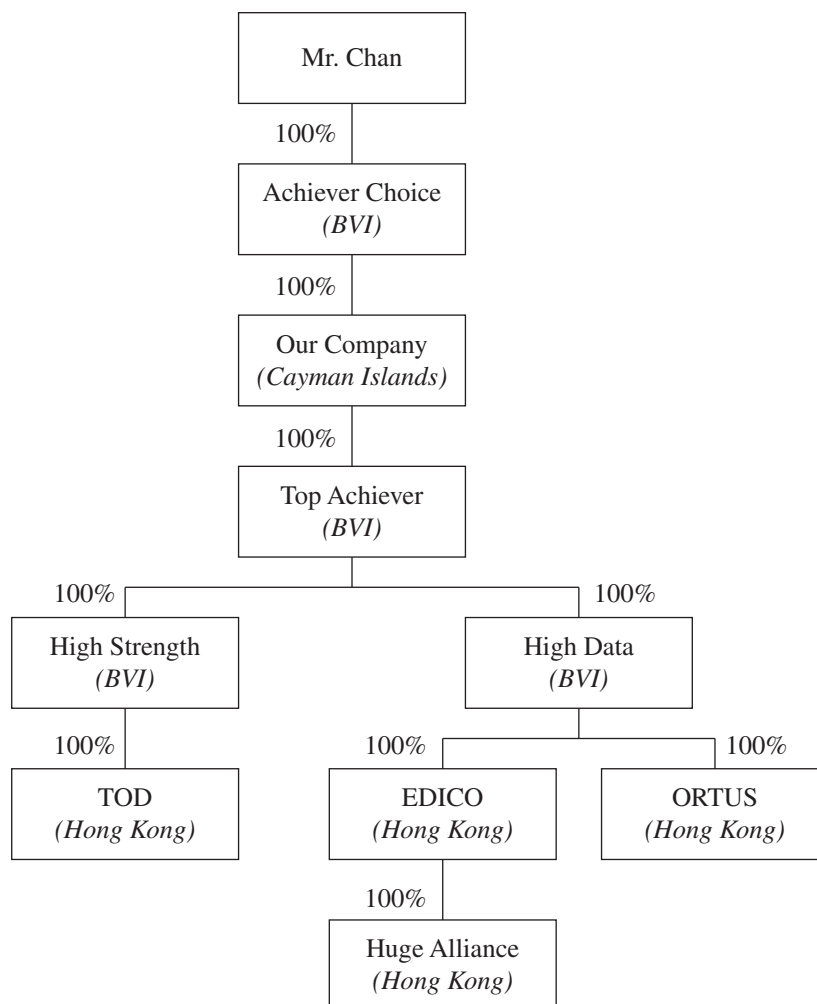 Mr. Chan
100%
Achiever Choice
(BVI)
100%
Our Company
(Cayman Islands)
100%
Top Achiever
(BVI)
100%
100%
High Strength
(BVI)
High Data
(BVI)
100%
100%
100%
TOD
(Hong Kong)
EDICO
(Hong Kong)
ORTUS
(Hong Kong)
100%
Huge Alliance
(Hong Kong)